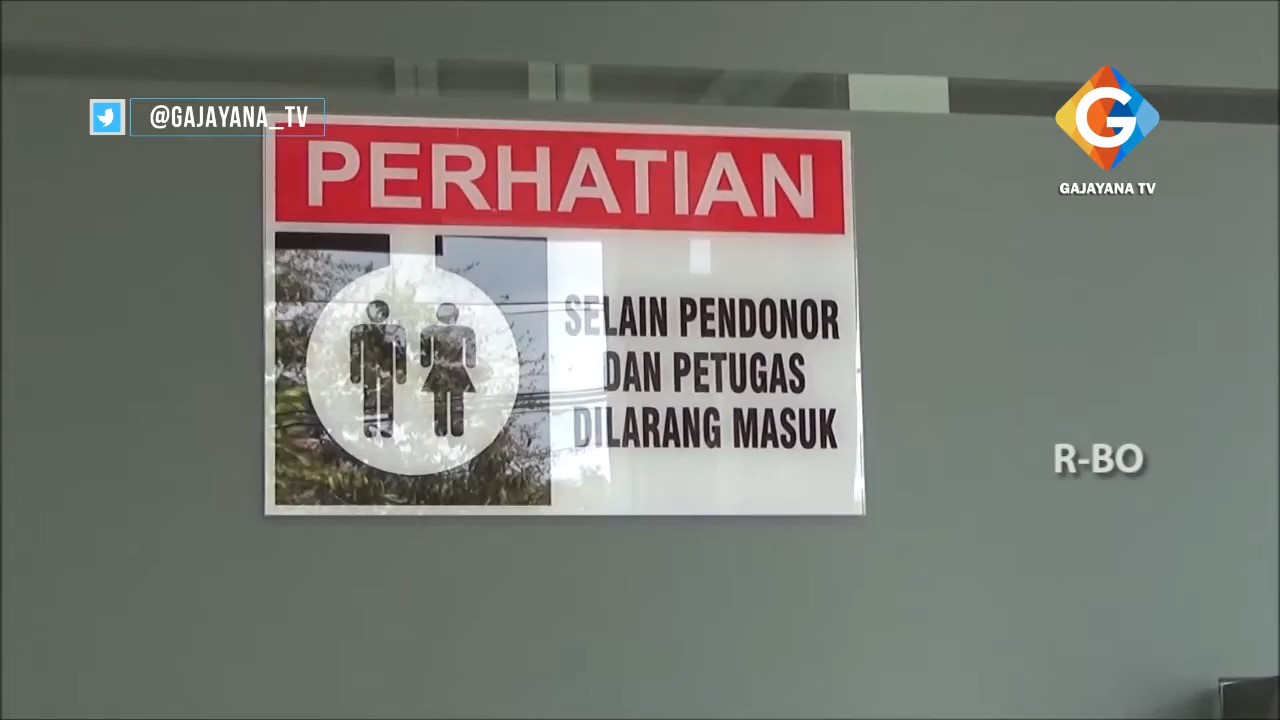 @GAJAYANA_TV
G
GAJAYANA TV
PERHATIAN
SELAIN PENDONOR
DAN PETUGAS
DILARANG MASUK
R-BO